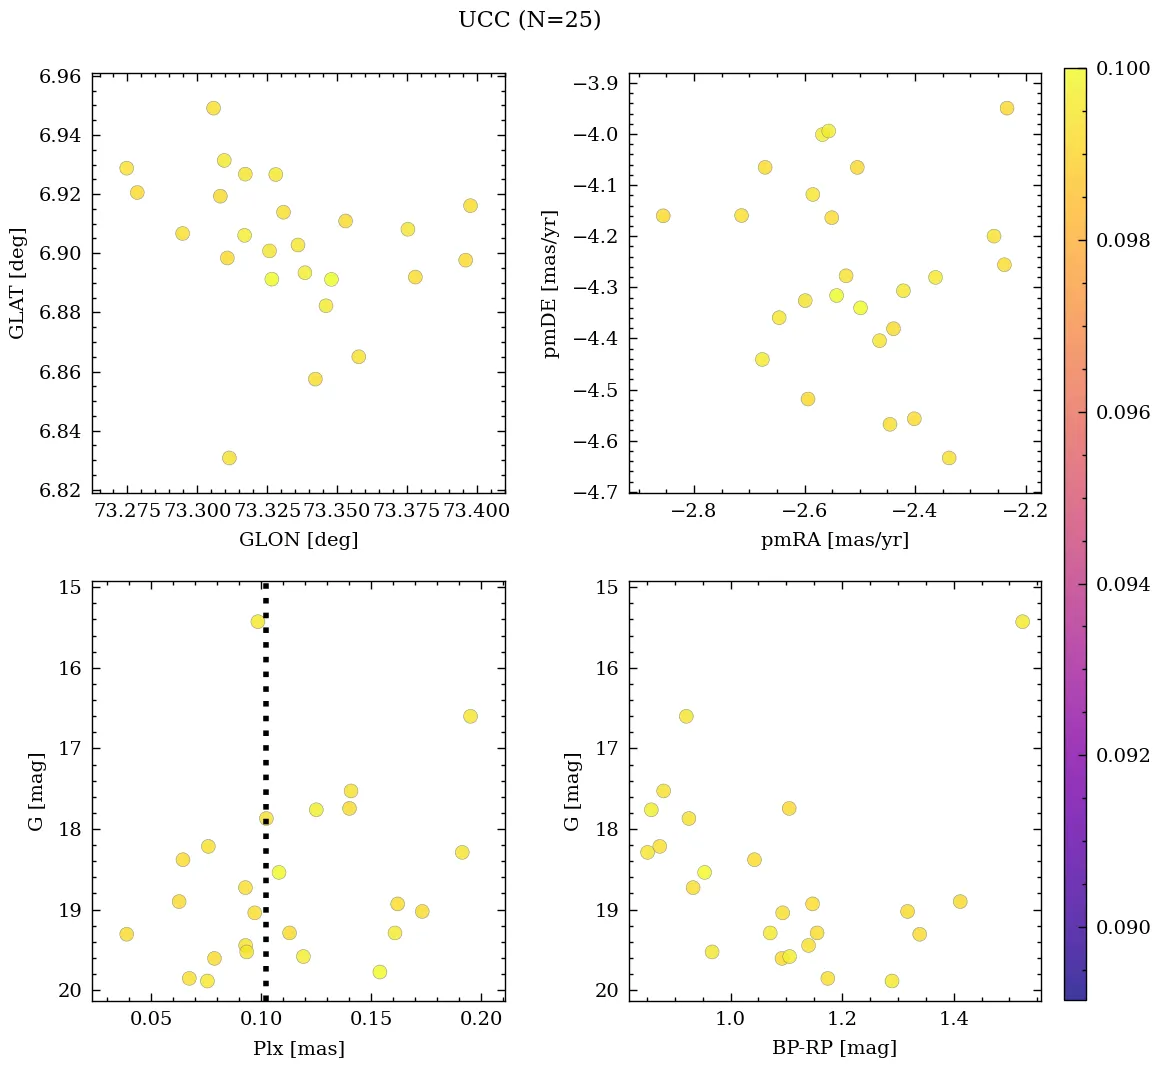 UCC (N=25)
6.96
6.94
6.92
6.90
6.88
6.86
6.84
6.82
GLAT [deg]
73.275 73.300 73.325 73.350 73.375 73.400
GLON [deg]
−3.9
−4.0
−4.1
−4.2
−4.3
−4.4
−4.5
−4.6
−4.7
pmDE [mas/yr]
−2.8 −2.6 −2.4 −2.2
pmRA [mas/yr]
0.100
0.098
0.096
0.094
0.092
0.090
15
16
17
18
19
20
G [mag]
0.05 0.10 0.15 0.20
Plx [mas]
15
16
17
18
19
20
G [mag]
1.0 1.2 1.4
BP-RP [mag]